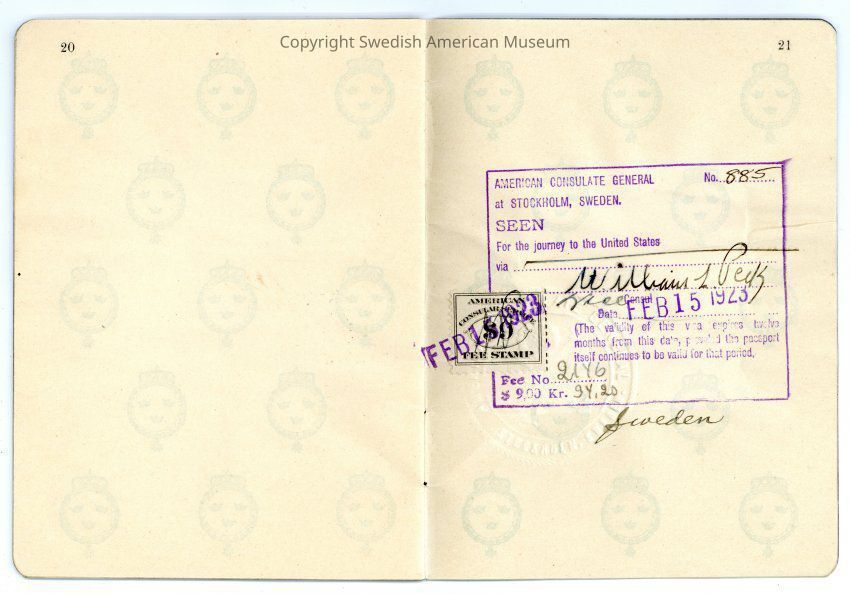 Copyright Swedish American Museum
20
21
AMERICAN CONSULATE GENERAL No. 885
at STOCKHOLM, SWEDEN.
SEEN
For the journey to the United States
via
William L. Peck
Vice Consul
Date FEB 15 1923
(The validity of this visa expires twelve
months from this date, provided the passport
itself continues to be valid for that period.
AMERICAN
CONSULAR
$9
FEE STAMP
FEB 15 1923
Fee No. 2146
$ 9,00 Kr. 34,20
Sweden